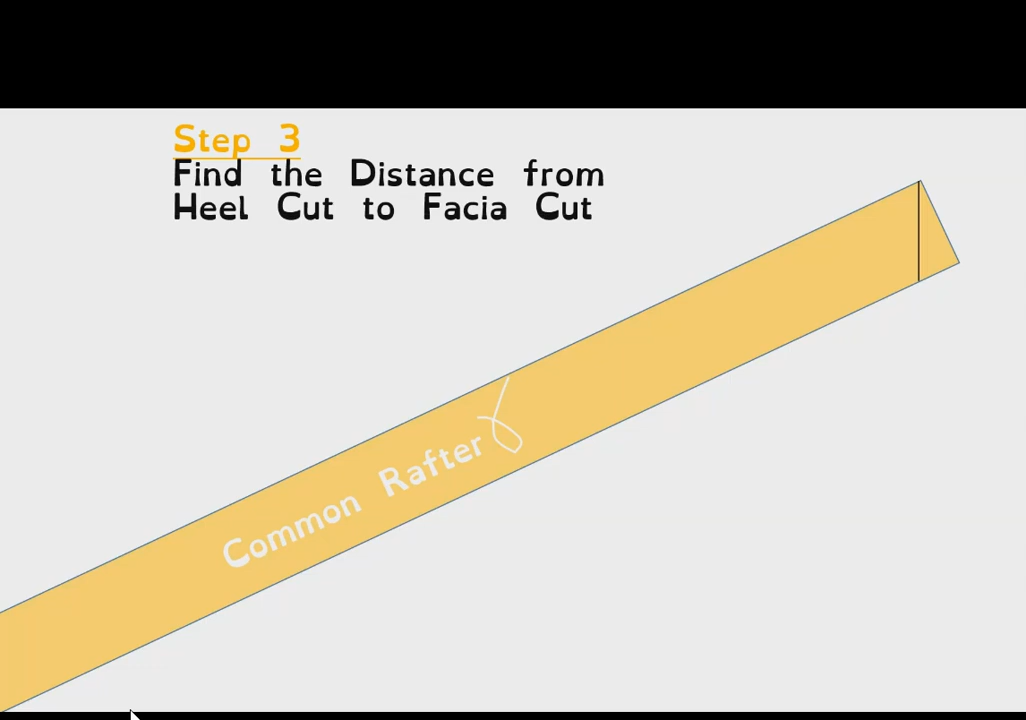 Step 3
Find the Distance from
Heel Cut to Facia Cut
Common Rafter